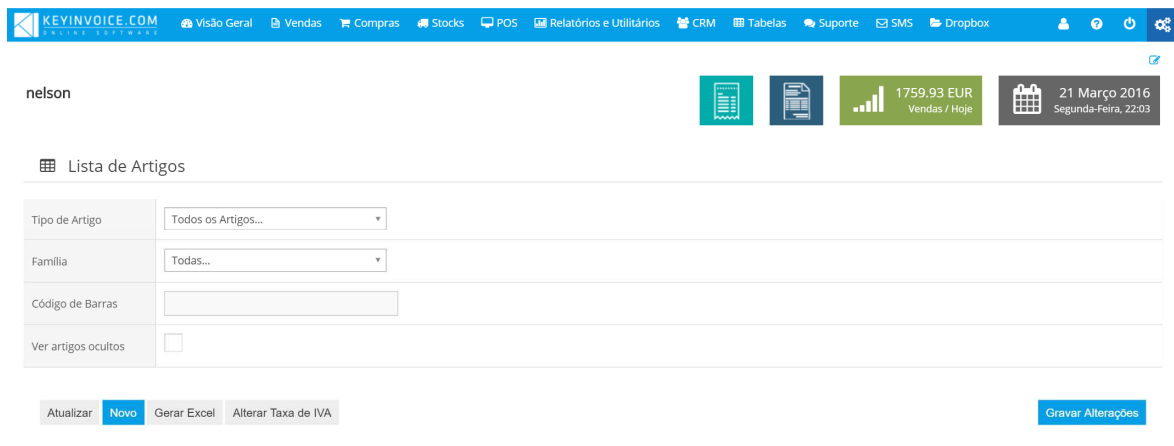 KEYINVOICE.COM
ONLINE SOFTWARE
Visão Geral Vendas Compras Stocks POS Relatórios e Utilitários CRM Tabelas Suporte SMS Dropbox
nelson
1759.93 EUR
Vendas / Hoje
21 Março 2016
Segunda-Feira, 22:03
Lista de Artigos
Tipo de Artigo Todos os Artigos...
Família Todas...
Código de Barras
Ver artigos ocultos
Atualizar Novo Gerar Excel Alterar Taxa de IVA Gravar Alterações